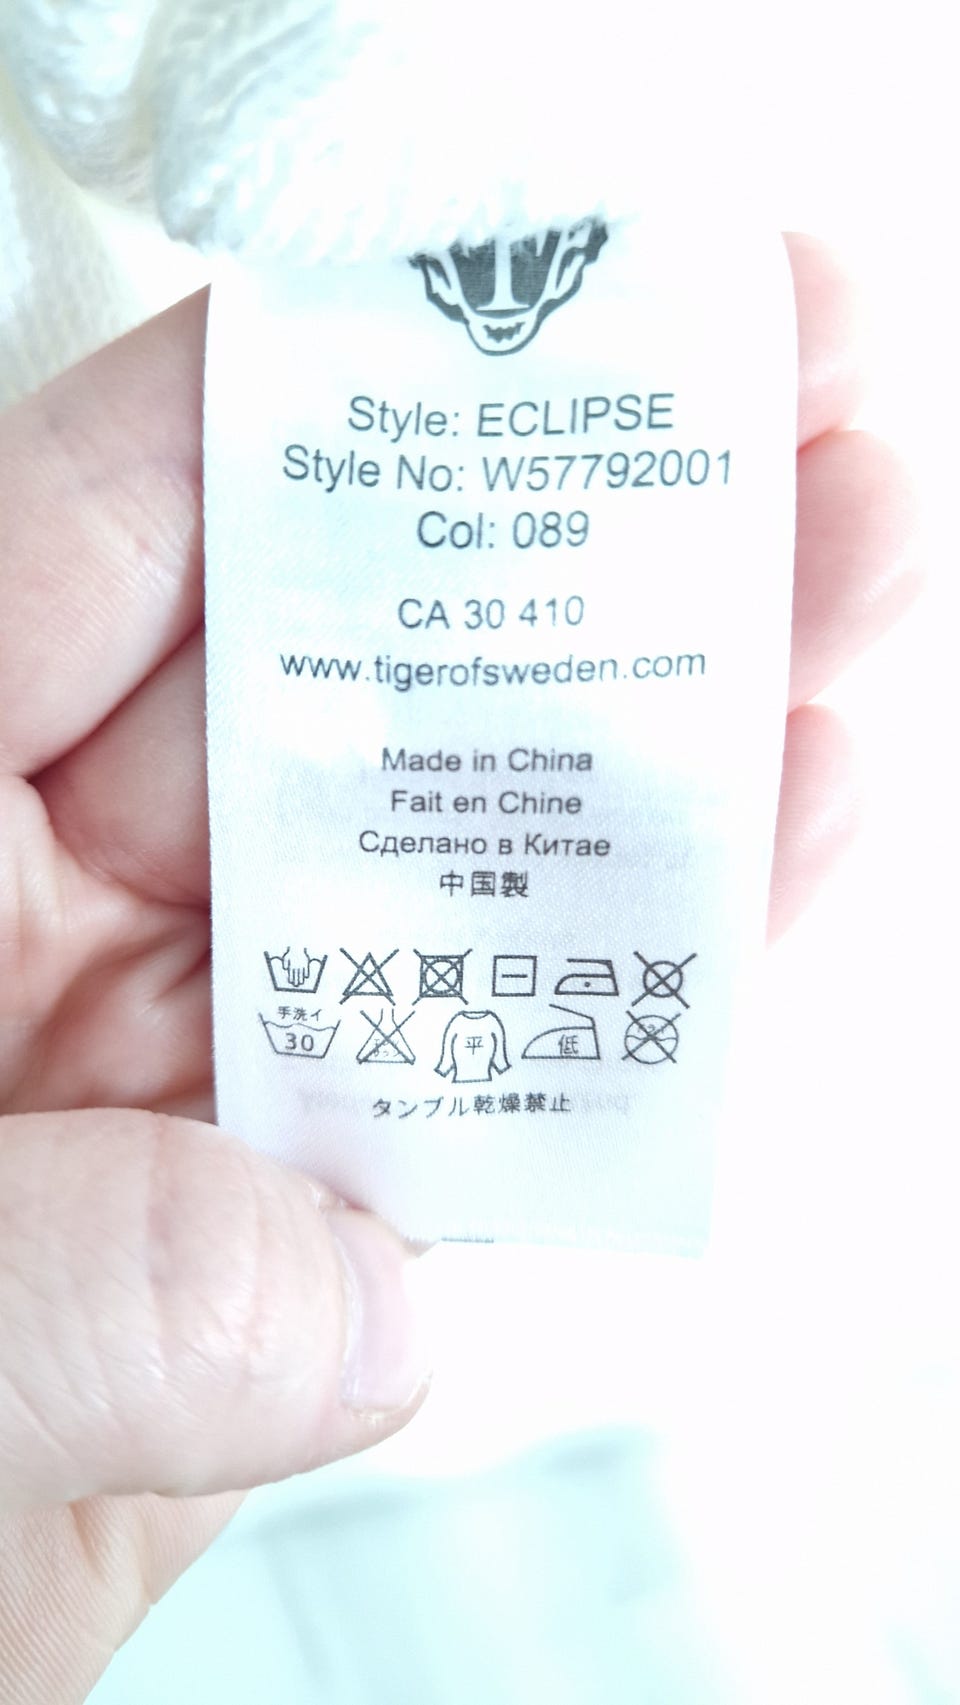 Style: ECLIPSE
Style No: W57792001
Col: 089
CA 30 410
www.tigerofsweden.com
Made in China
Fait en Chine
Сделано в Китае
中国製
手洗イ
30
平
低
タンブル乾燥禁止